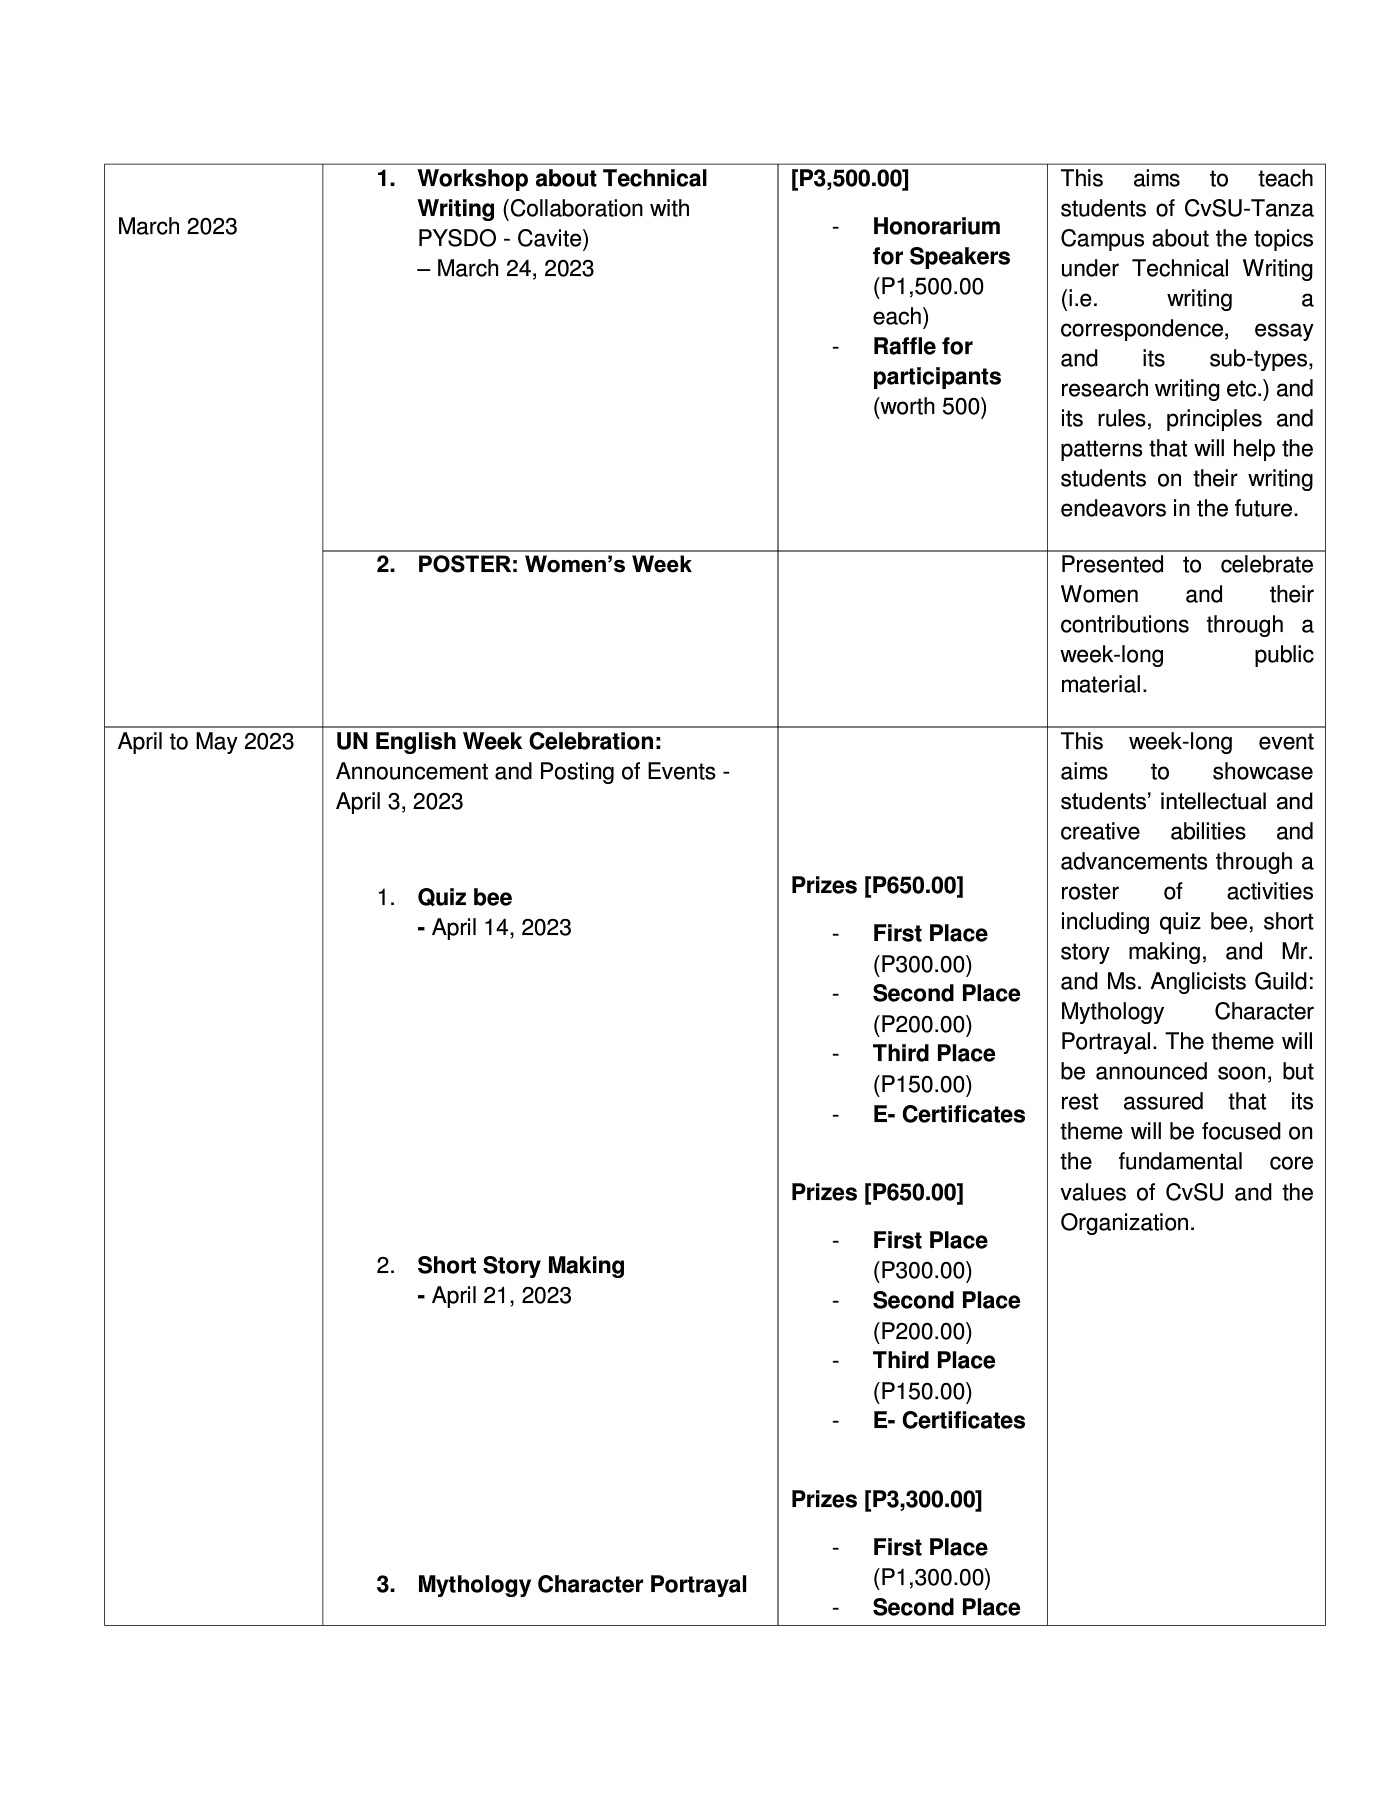 March 2023
1. Workshop about Technical
Writing (Collaboration with
PYSDO - Cavite)
– March 24, 2023
[P3,500.00]
- Honorarium
for Speakers
(P1,500.00
each)
- Raffle for
participants
(worth 500)
This aims to teach
students of CvSU-Tanza
Campus about the topics
under Technical Writing
(i.e. writing a
correspondence, essay
and its sub-types,
research writing etc.) and
its rules, principles and
patterns that will help the
students on their writing
endeavors in the future.
2. POSTER: Women’s Week
Presented to celebrate
Women and their
contributions through a
week-long public
material.
April to May 2023
UN English Week Celebration:
Announcement and Posting of Events -
April 3, 2023
1. Quiz bee
- April 14, 2023
2. Short Story Making
- April 21, 2023
3. Mythology Character Portrayal
Prizes [P650.00]
- First Place
(P300.00)
- Second Place
(P200.00)
- Third Place
(P150.00)
- E- Certificates
Prizes [P650.00]
- First Place
(P300.00)
- Second Place
(P200.00)
- Third Place
(P150.00)
- E- Certificates
Prizes [P3,300.00]
- First Place
(P1,300.00)
- Second Place
This week-long event
aims to showcase
students’ intellectual and
creative abilities and
advancements through a
roster of activities
including quiz bee, short
story making, and Mr.
and Ms. Anglicists Guild:
Mythology Character
Portrayal. The theme will
be announced soon, but
rest assured that its
theme will be focused on
the fundamental core
values of CvSU and the
Organization.